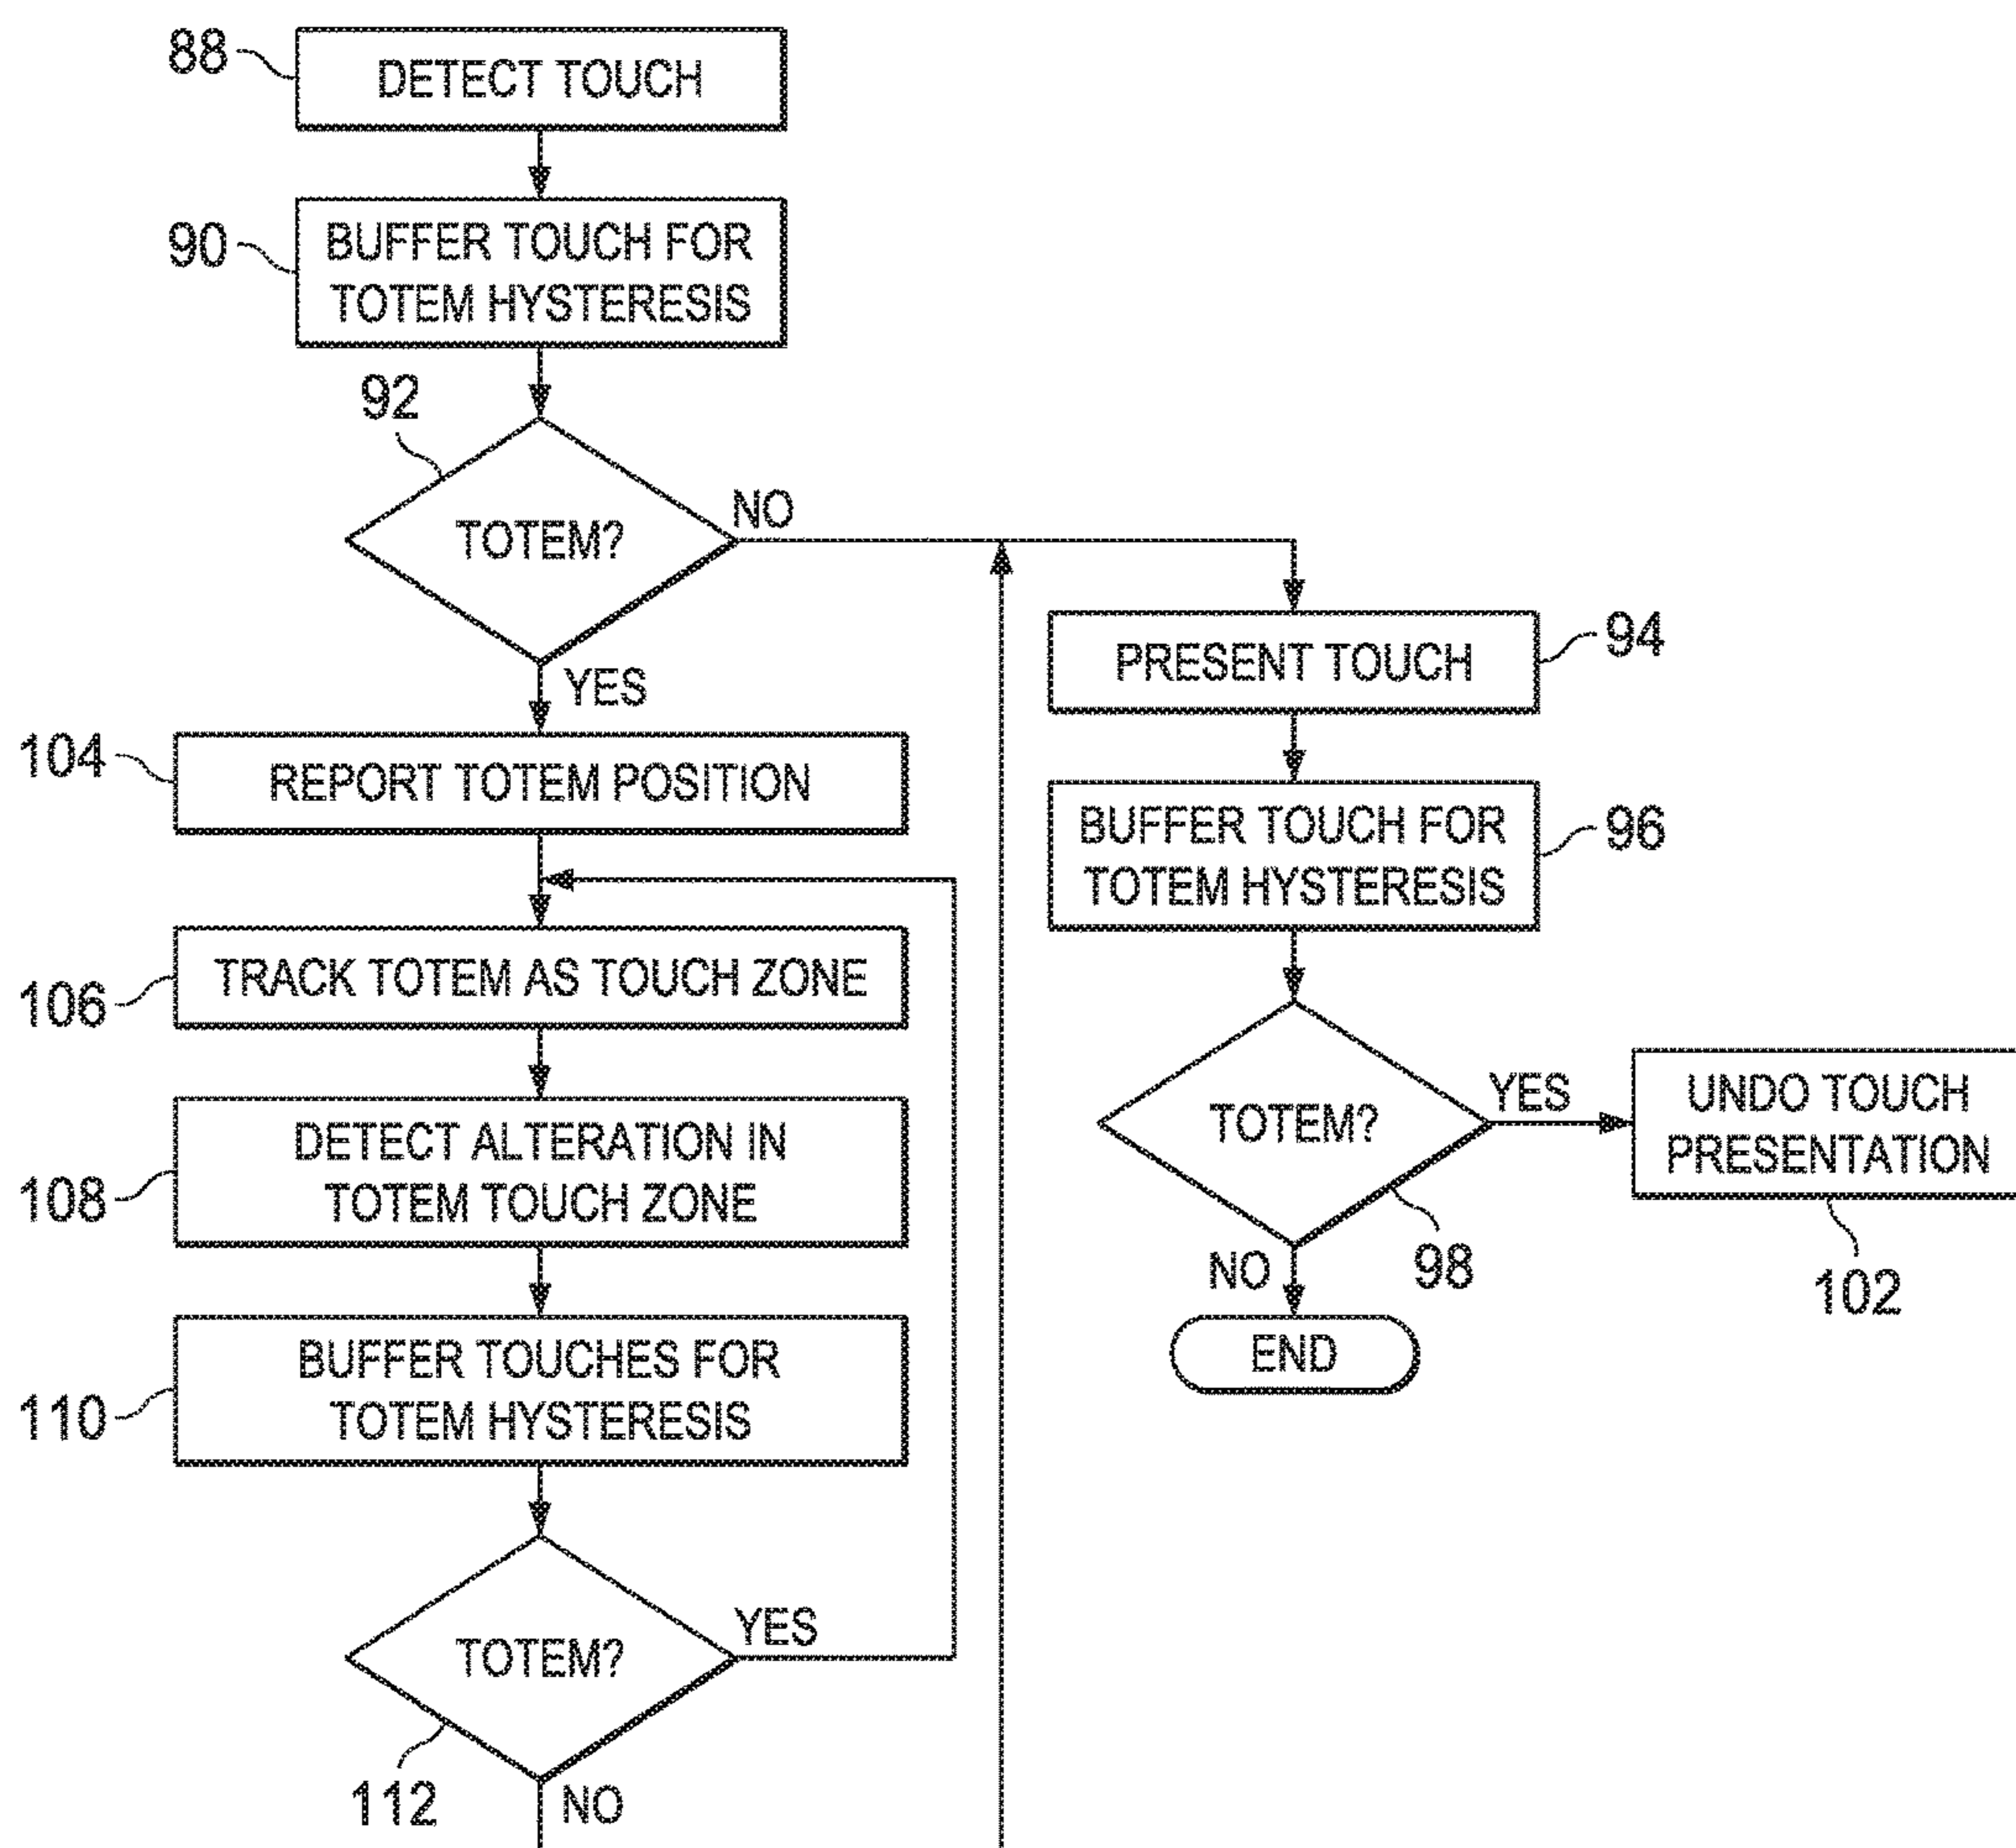 88
DETECT TOUCH
90
BUFFER TOUCH FOR
TOTEM HYSTERESIS
92
TOTEM?
NO
YES
104
REPORT TOTEM POSITION
106
TRACK TOTEM AS TOUCH ZONE
108
DETECT ALTERATION IN
TOTEM TOUCH ZONE
110
BUFFER TOUCHES FOR
TOTEM HYSTERESIS
TOTEM?
YES
112
NO
PRESENT TOUCH
94
BUFFER TOUCH FOR
TOTEM HYSTERESIS
96
TOTEM?
YES
98
NO
END
UNDO TOUCH
PRESENTATION
102